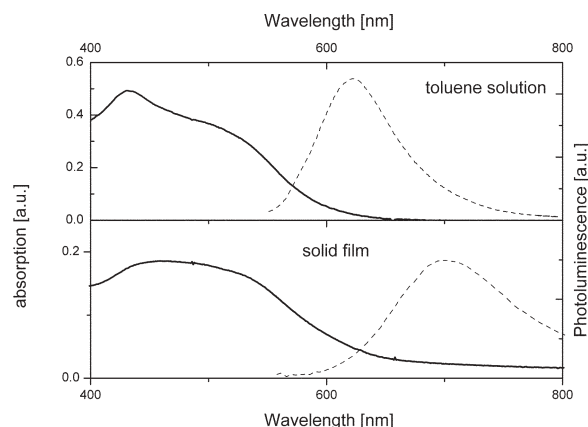 Wavelength [nm]
400 600 800
0.6
toluene solution
0.4
0.2
0.0
absorption [a.u.]
Photoluminescence [a.u.]
0.2
solid film
0.0
400 600 800
Wavelength [nm]